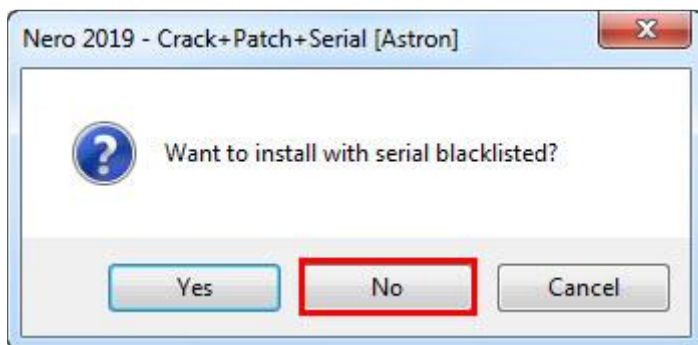 Nero 2019 - Crack+Patch+Serial [Astron]
Want to install with serial blacklisted?
Yes No Cancel